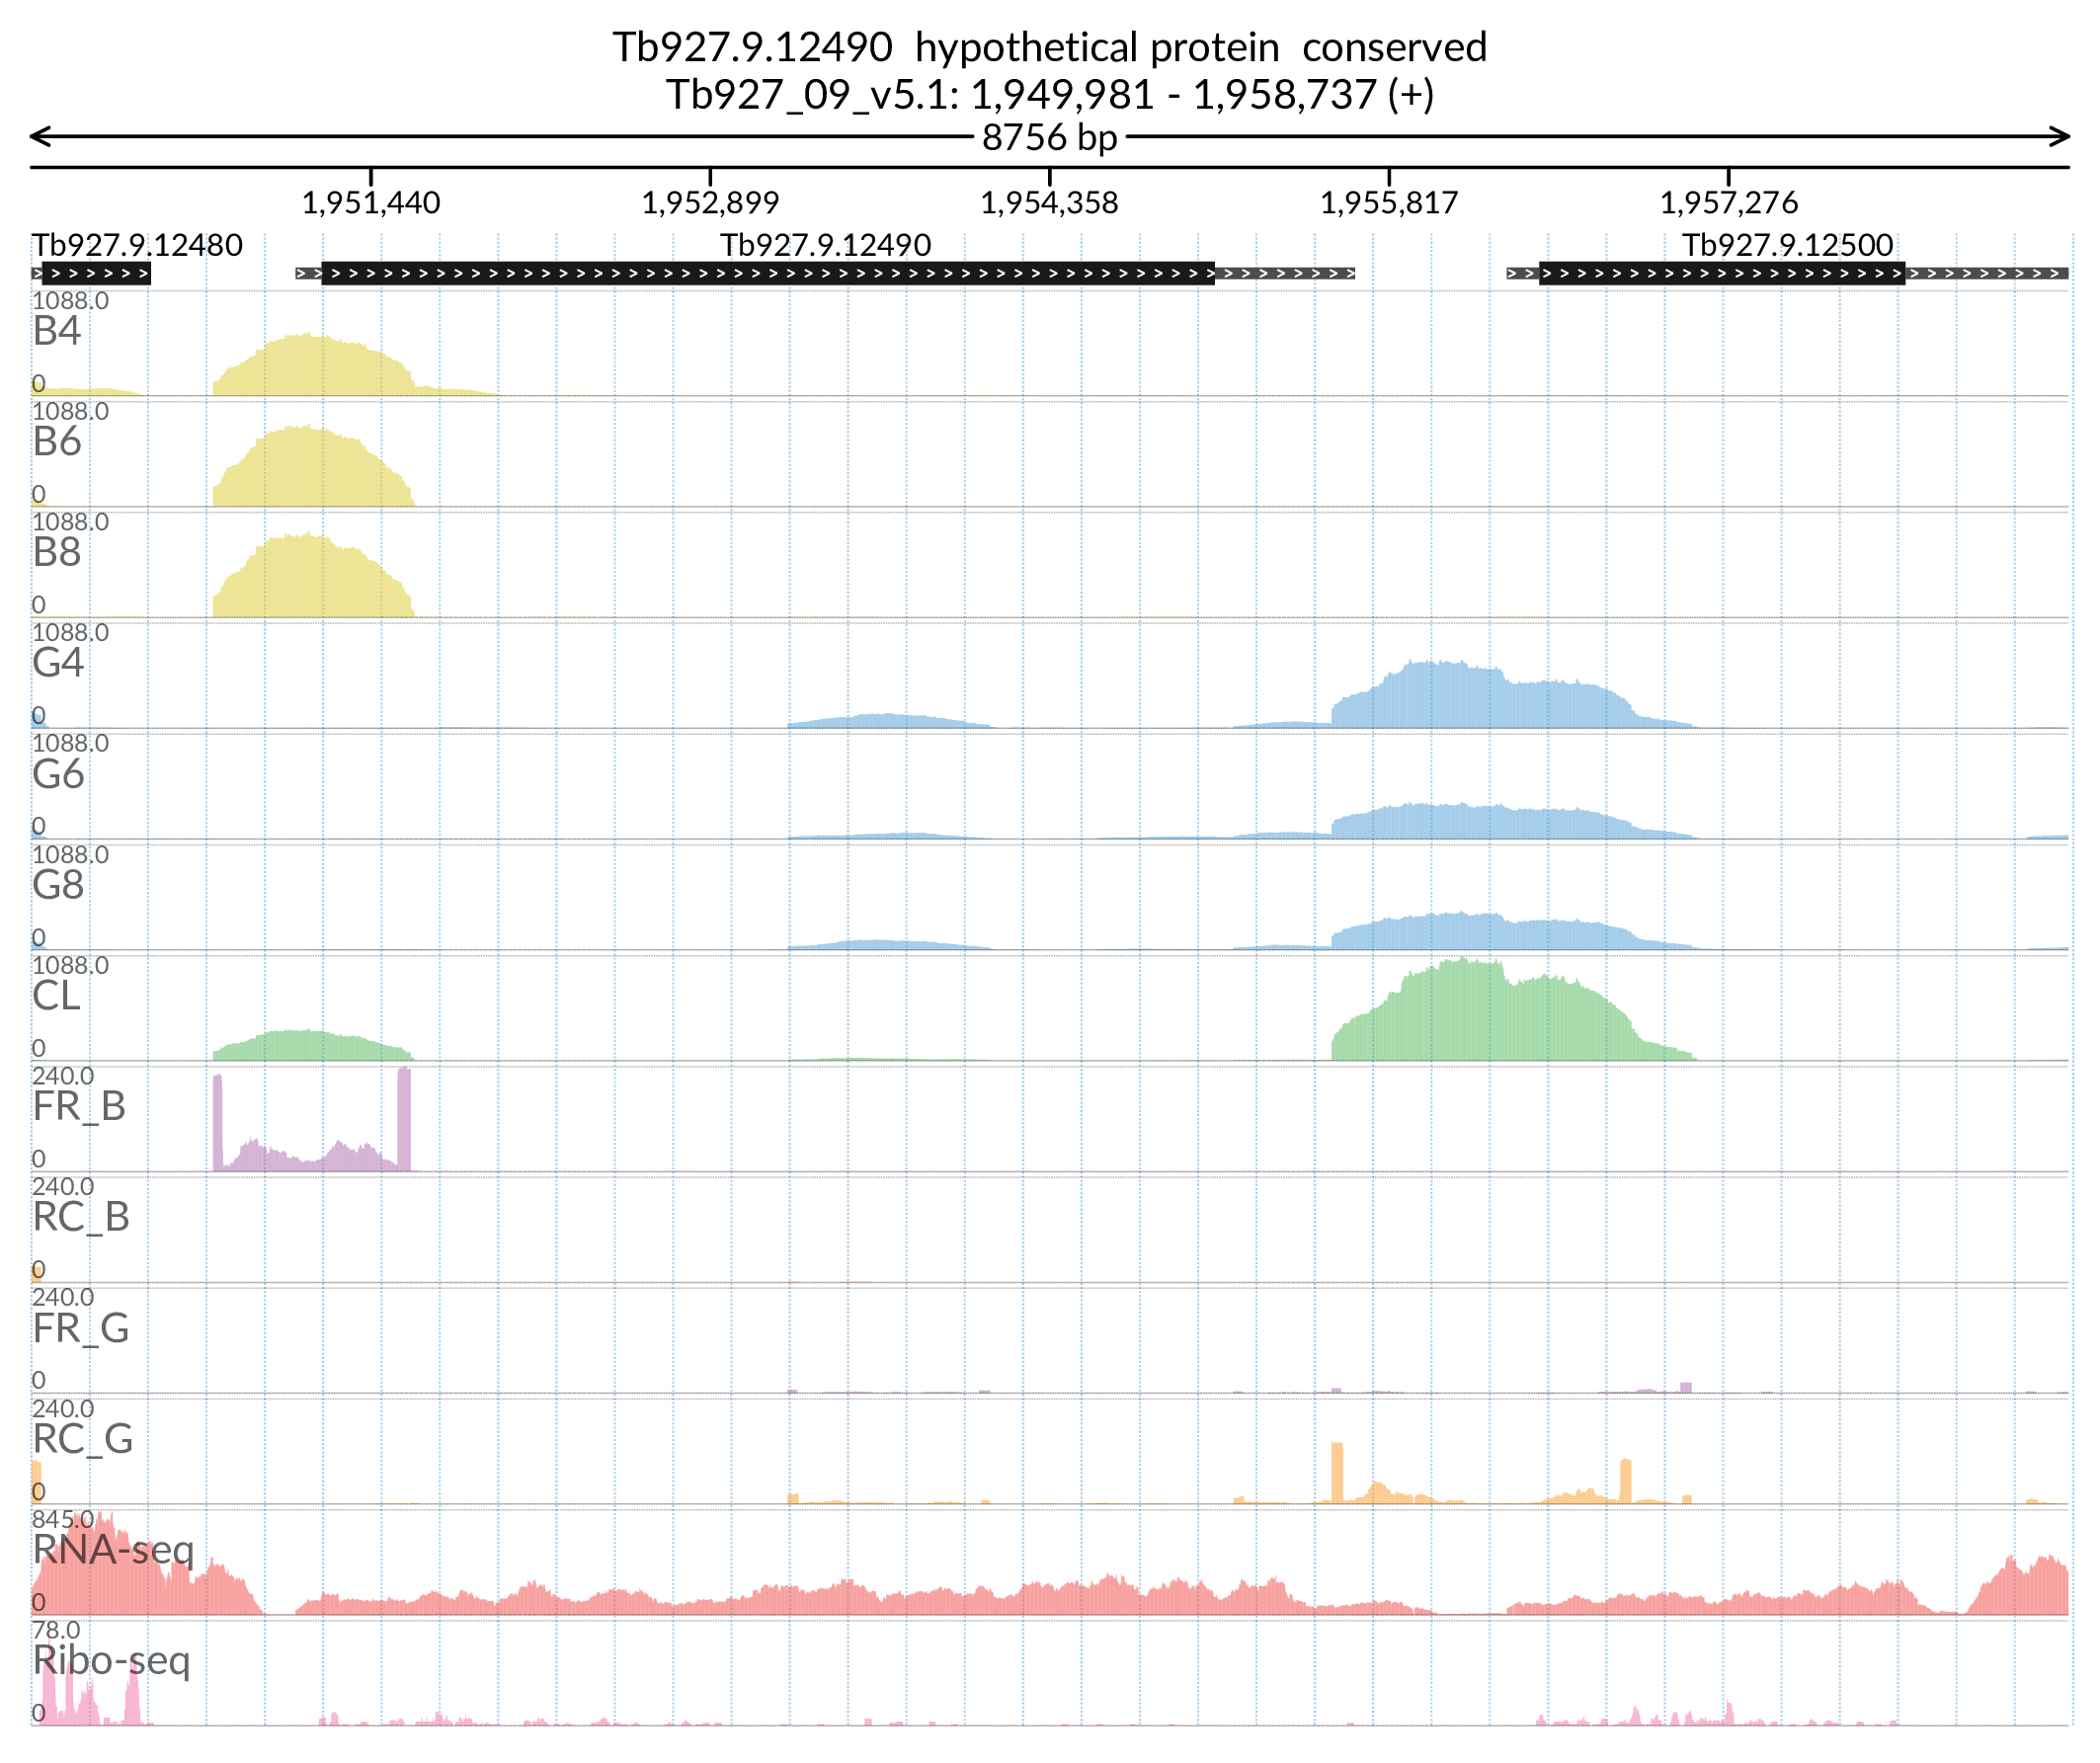 Tb927.9.12490  hypothetical protein  conserved
Tb927_09_v5.1: 1,949,981 - 1,958,737 (+)
8756 bp
1,951,440 1,952,899 1,954,358 1,955,817 1,957,276
Tb927.9.12480 Tb927.9.12490 Tb927.9.12500
1088.0
B4
0
1088.0
B6
0
1088.0
B8
0
1088.0
G4
0
1088.0
G6
0
1088.0
G8
0
1088.0
CL
0
240.0
FR_B
0
240.0
RC_B
0
240.0
FR_G
0
240.0
RC_G
0
845.0
RNA-seq
0
78.0
Ribo-seq
0